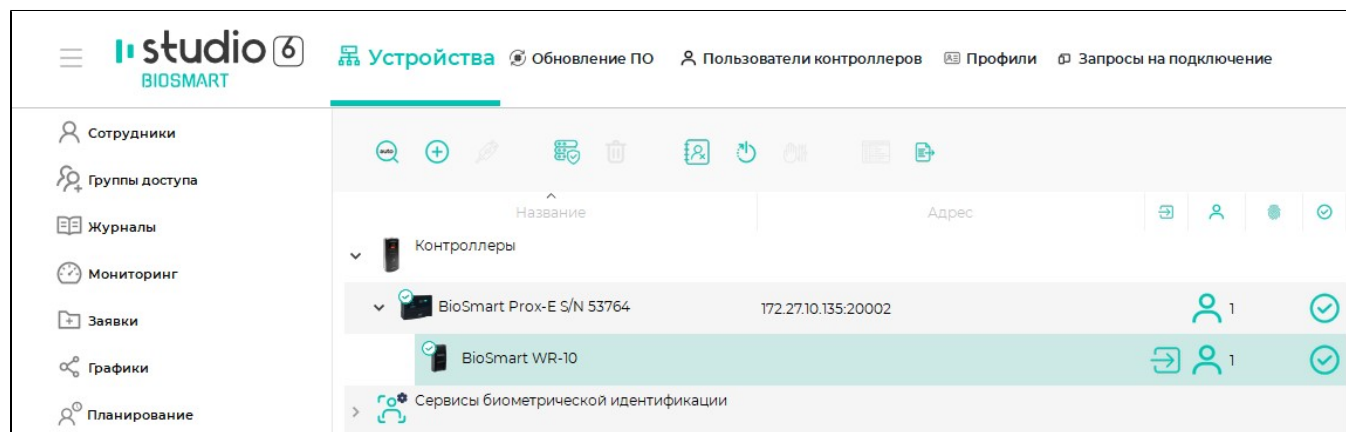 studio 6
BIOSMART
Устройства Обновление ПО Пользователи контроллеров Профили Запросы на подключение
Сотрудники
Группы доступа
Журналы
Мониторинг
Заявки
Графики
Планирование
auto
Название Адрес
Контроллеры
BioSmart Prox-E S/N 53764 172.27.10.135:20002 1
BioSmart WR-10 1
Сервисы биометрической идентификации